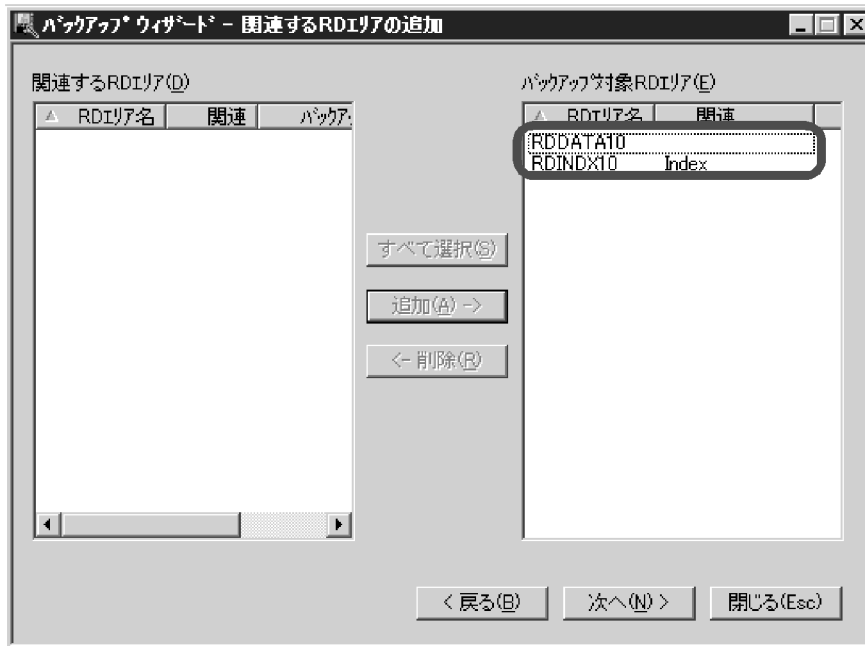 バックアップ ウィザード - 関連するRDエリアの追加
関連するRDエリア(D)
バックアップ対象RDエリア(E)
RDエリア名 関連 バックア
RDエリア名 関連
RDDATA10
RDINDX10 Index
すべて選択(S)
追加(A) ->
<- 削除(R)
< 戻る(B) 次へ(N) > 閉じる(Esc)